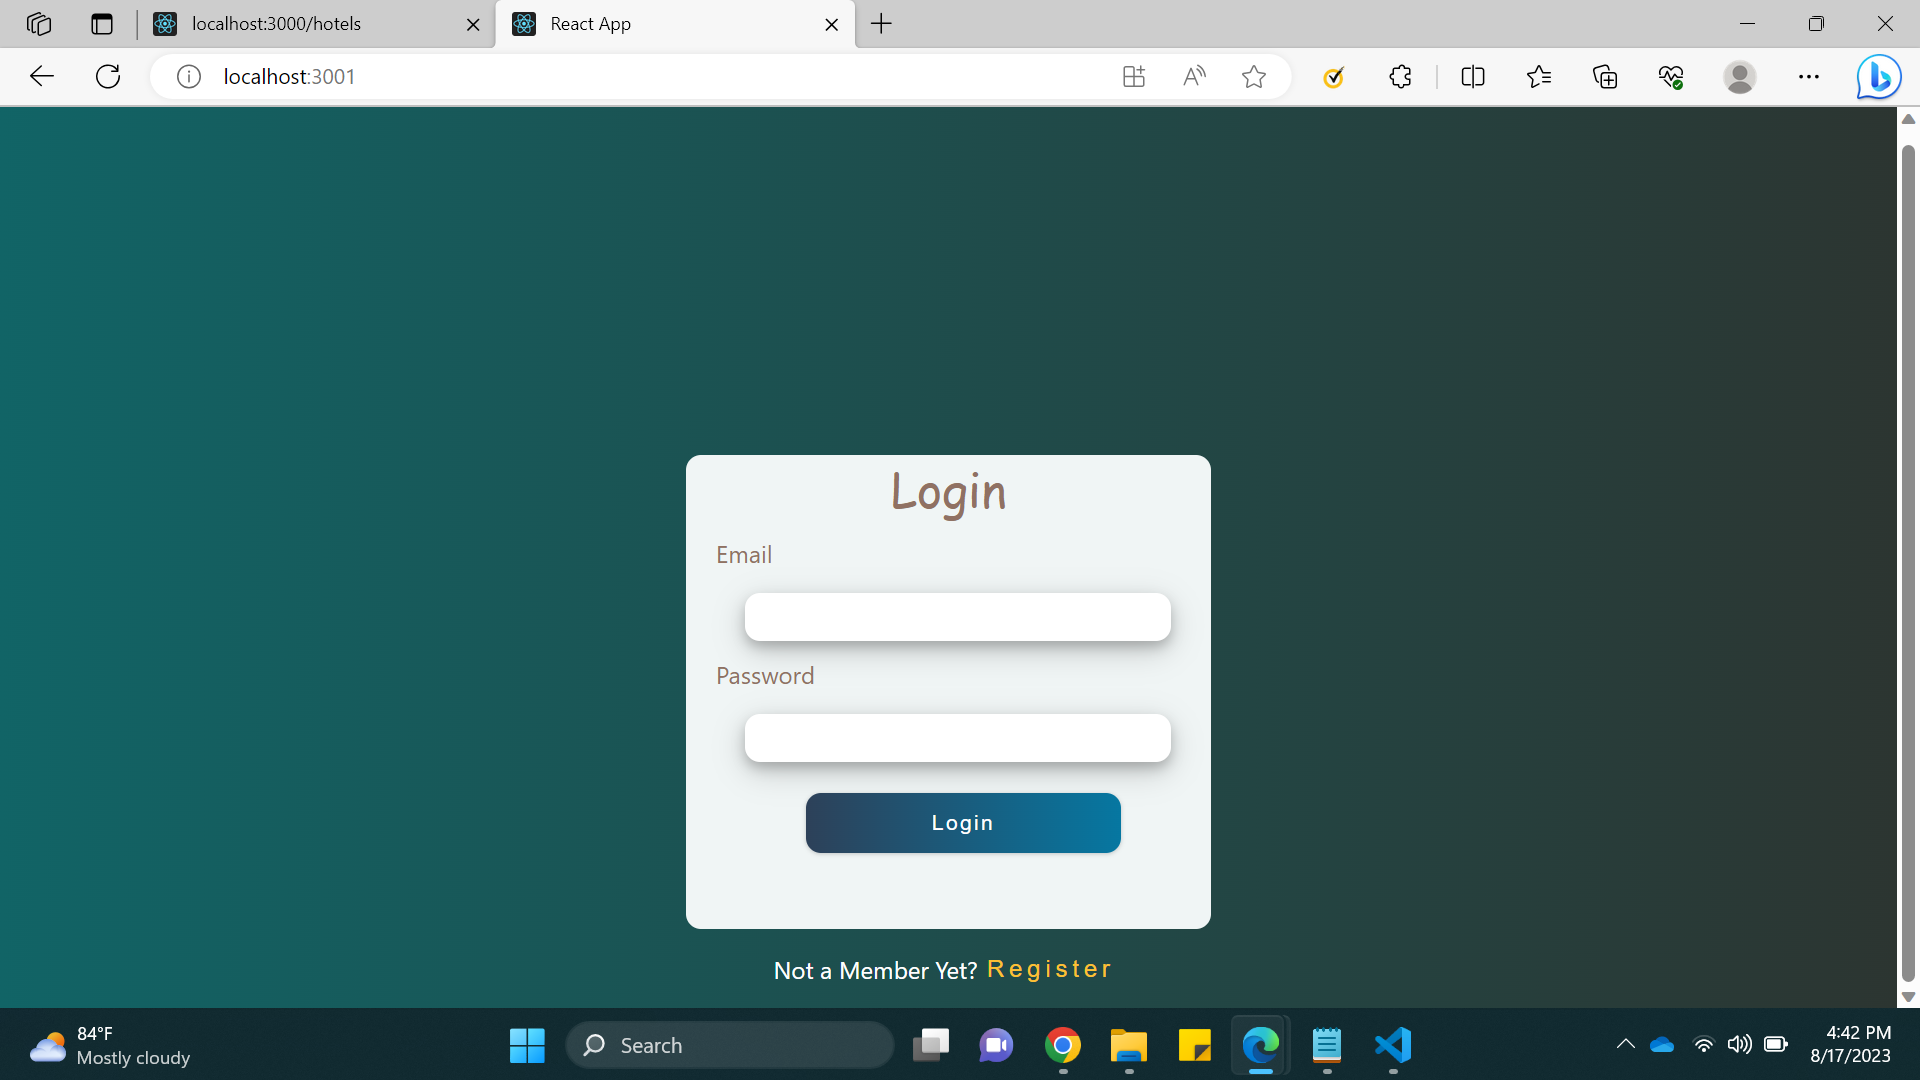 localhost:3000/hotels
React App
localhost:3001
Login
Email
Password
Login
Not a Member Yet? Register
84°F
Mostly cloudy
Search
4:42 PM
8/17/2023